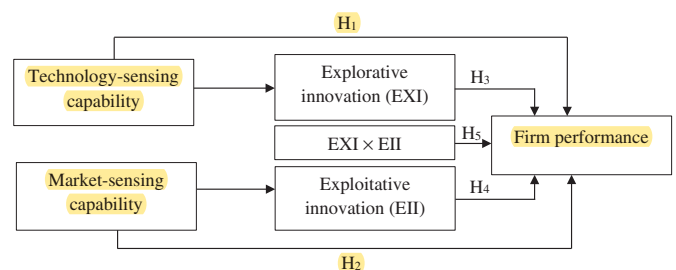 H1
Technology-sensing
capability
Explorative
innovation (EXI)
H3
EXI × EII
H5
Firm performance
Market-sensing
capability
Exploitative
innovation (EII)
H4
H2